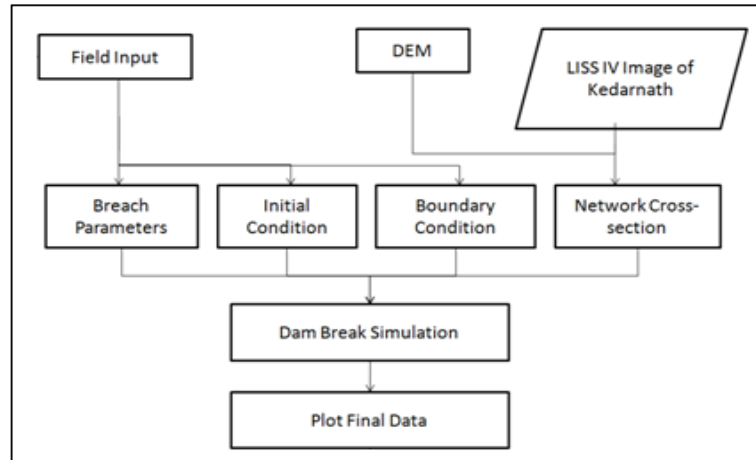 Field Input
DEM
LISS IV Image of
Kedarnath
Breach
Parameters
Initial
Condition
Boundary
Condition
Network Cross-
section
Dam Break Simulation
Plot Final Data